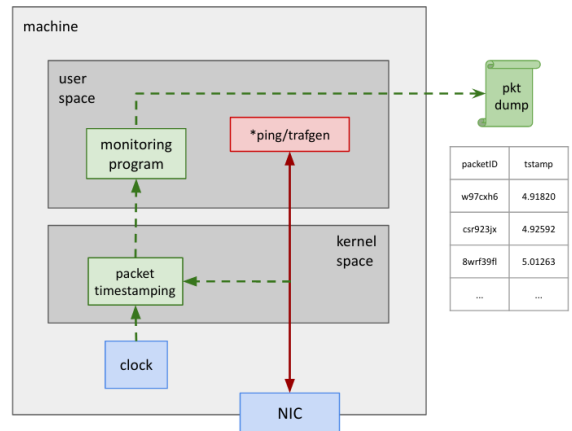 machine
user
space
monitoring
program
*ping/trafgen
pkt
dump
packetID tstamp
w97cxh6 4.91820
csr923jx 4.92592
8wrf39fl 5.01263
... ...
kernel
space
packet
timestamping
clock
NIC